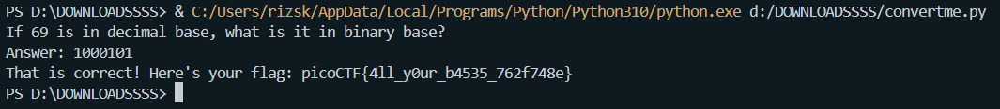 PS D:\DOWNLOADSSSS> & C:/Users/rizsk/AppData/Local/Programs/Python/Python310/python.exe d:/DOWNLOADSSSS/convertme.py
If 69 is in decimal base, what is it in binary base?
Answer: 1000101
That is correct! Here's your flag: picoCTF{4ll_y0ur_b4535_762f748e}
PS D:\DOWNLOADSSSS>